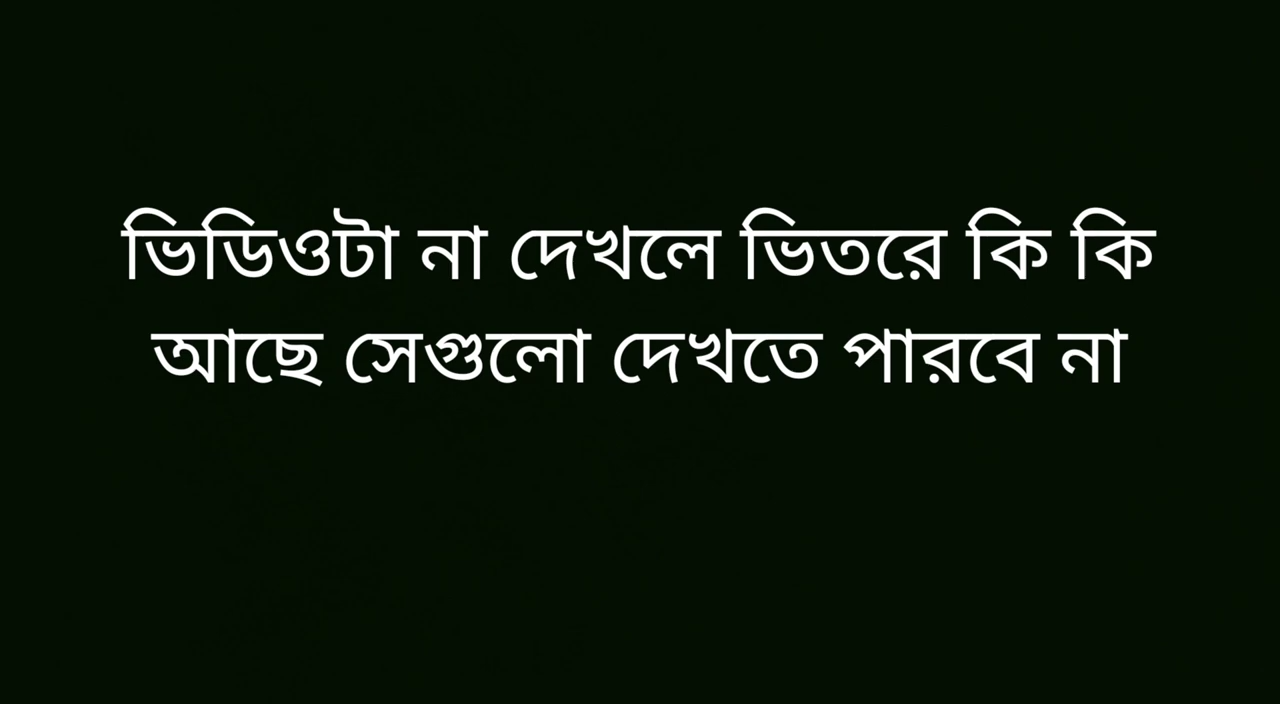 ভিডিওটা না দেখলে ভিতরে কি কি
আছে সেগুলো দেখতে পারবে না